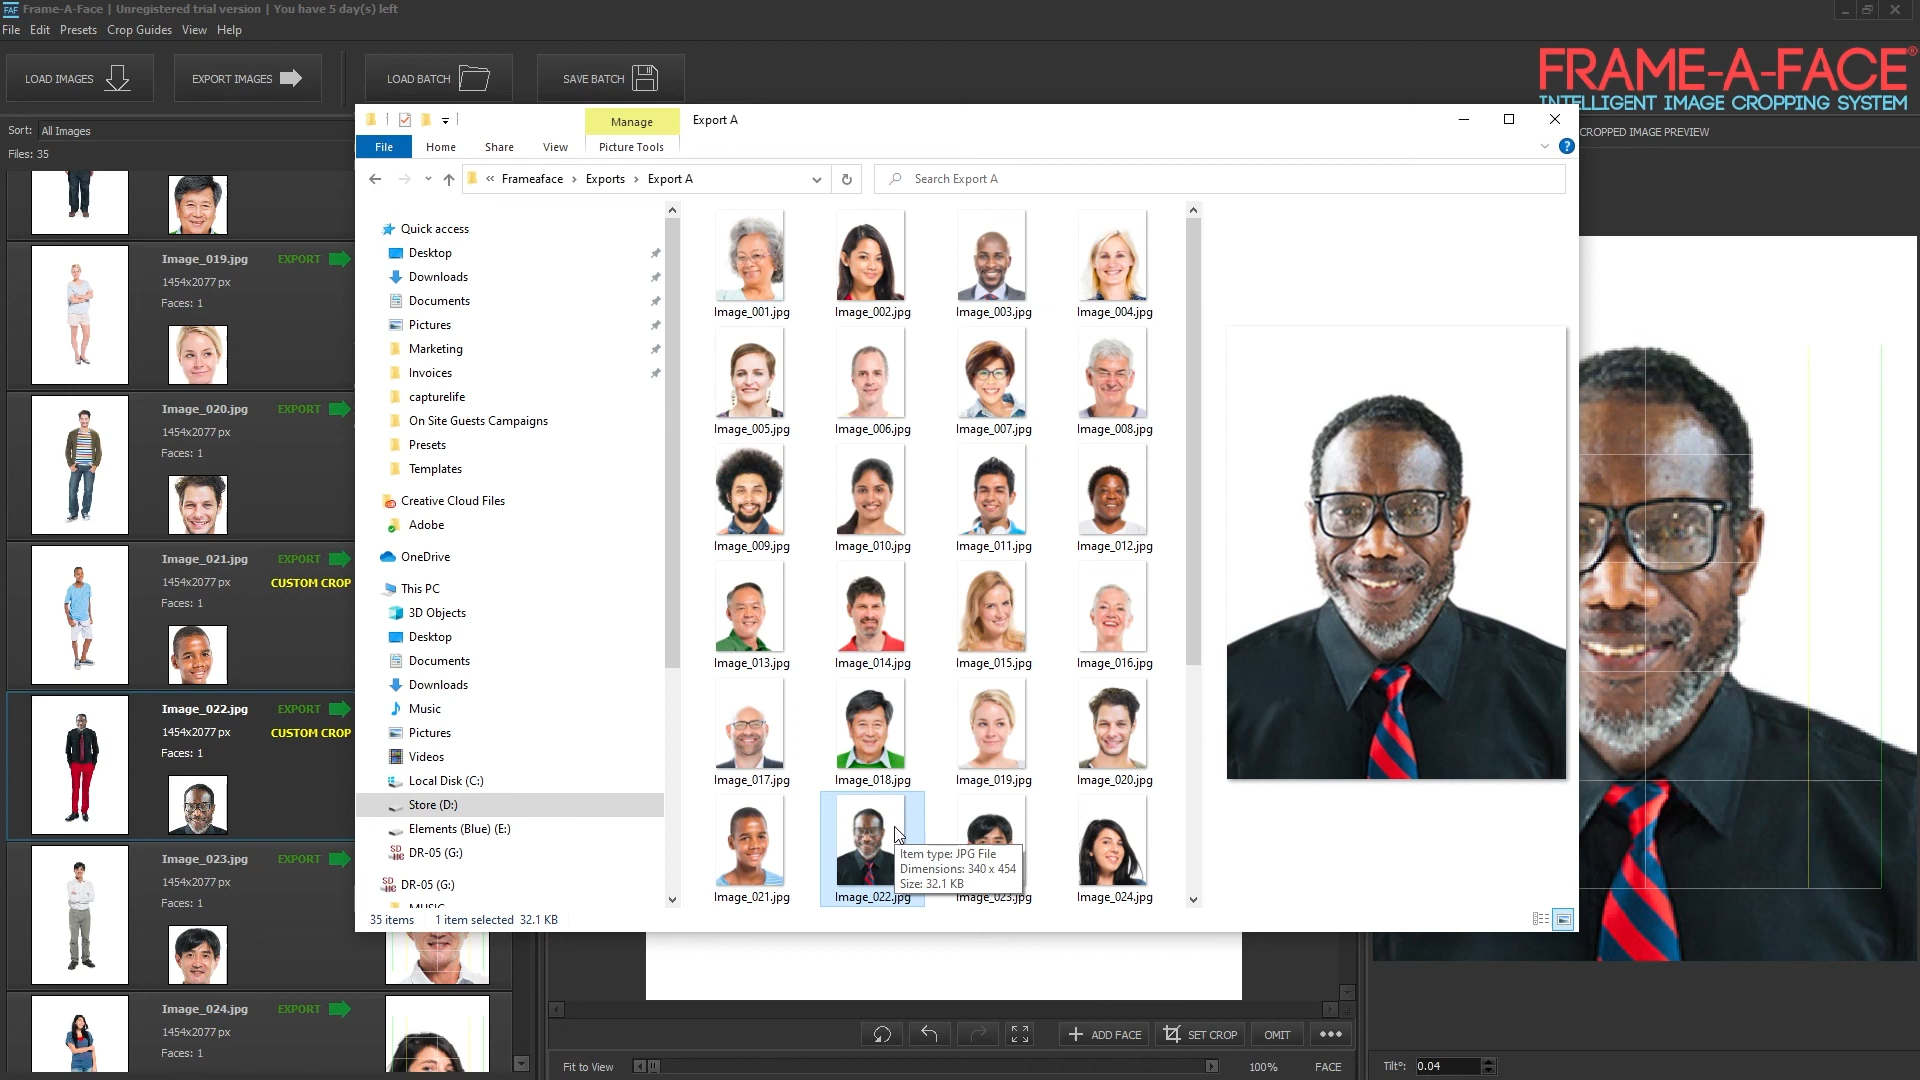 Frame-A-Face | Unregistered trial version | You have 5 day(s) left
File Edit Presets Crop Guides View Help
LOAD IMAGES
EXPORT IMAGES
LOAD BATCH
SAVE BATCH
FRAME-A-FACE®
INTELLIGENT IMAGE CROPPING SYSTEM
Sort: All Images
Files: 35
CROPPED IMAGE PREVIEW
Image_019.jpg EXPORT
1454x2077 px
Faces: 1
Image_020.jpg EXPORT
1454x2077 px
Faces: 1
Image_021.jpg EXPORT
1454x2077 px CUSTOM CROP
Faces: 1
Image_022.jpg EXPORT
1454x2077 px CUSTOM CROP
Faces: 1
Image_023.jpg EXPORT
1454x2077 px
Faces: 1
Image_024.jpg EXPORT
1454x2077 px
Faces: 1
Manage Export A
File Home Share View Picture Tools
« Frameaface › Exports › Export A
Search Export A
Quick access
Desktop
Downloads
Documents
Pictures
Marketing
Invoices
capturelife
On Site Guests Campaigns
Presets
Templates
Creative Cloud Files
Adobe
OneDrive
This PC
3D Objects
Desktop
Documents
Downloads
Music
Pictures
Videos
Local Disk (C:)
Store (D:)
Elements (Blue) (E:)
DR-05 (G:)
DR-05 (G:)
MUSIC
Image_001.jpg Image_002.jpg Image_003.jpg Image_004.jpg
Image_005.jpg Image_006.jpg Image_007.jpg Image_008.jpg
Image_009.jpg Image_010.jpg Image_011.jpg Image_012.jpg
Image_013.jpg Image_014.jpg Image_015.jpg Image_016.jpg
Image_017.jpg Image_018.jpg Image_019.jpg Image_020.jpg
Item type: JPG File
Dimensions: 340 x 454
Size: 32.1 KB
Image_021.jpg Image_022.jpg Image_023.jpg Image_024.jpg
35 items 1 item selected 32.1 KB
ADD FACE
SET CROP
OMIT
Fit to View
100%
FACE
Tilt°: 0.04